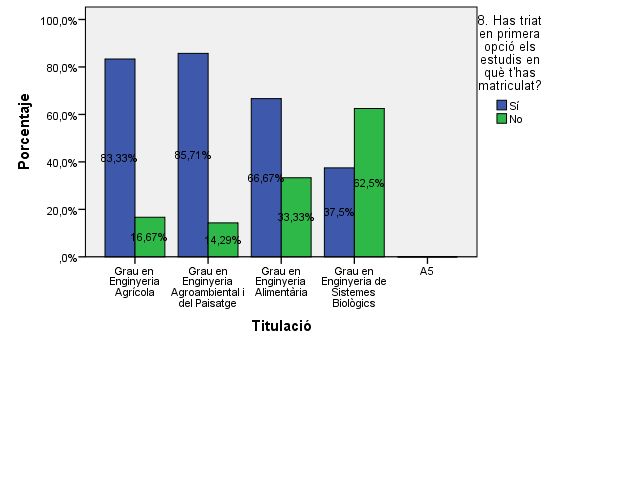 100,0%
80,0%
60,0%
40,0%
20,0%
,0%
Porcentaje
83,33%
16,67%
85,71%
14,29%
66,67%
33,33%
37,5%
62,5%
Grau en
Enginyeria
Agrícola
Grau en
Enginyeria
Agroambiental i
del Paisatge
Grau en
Enginyeria
Alimentària
Grau en
Enginyeria de
Sistemes
Biològics
A5
Titulació
8. Has triat
en primera
opció els
estudis en
què t'has
matriculat?
Sí
No